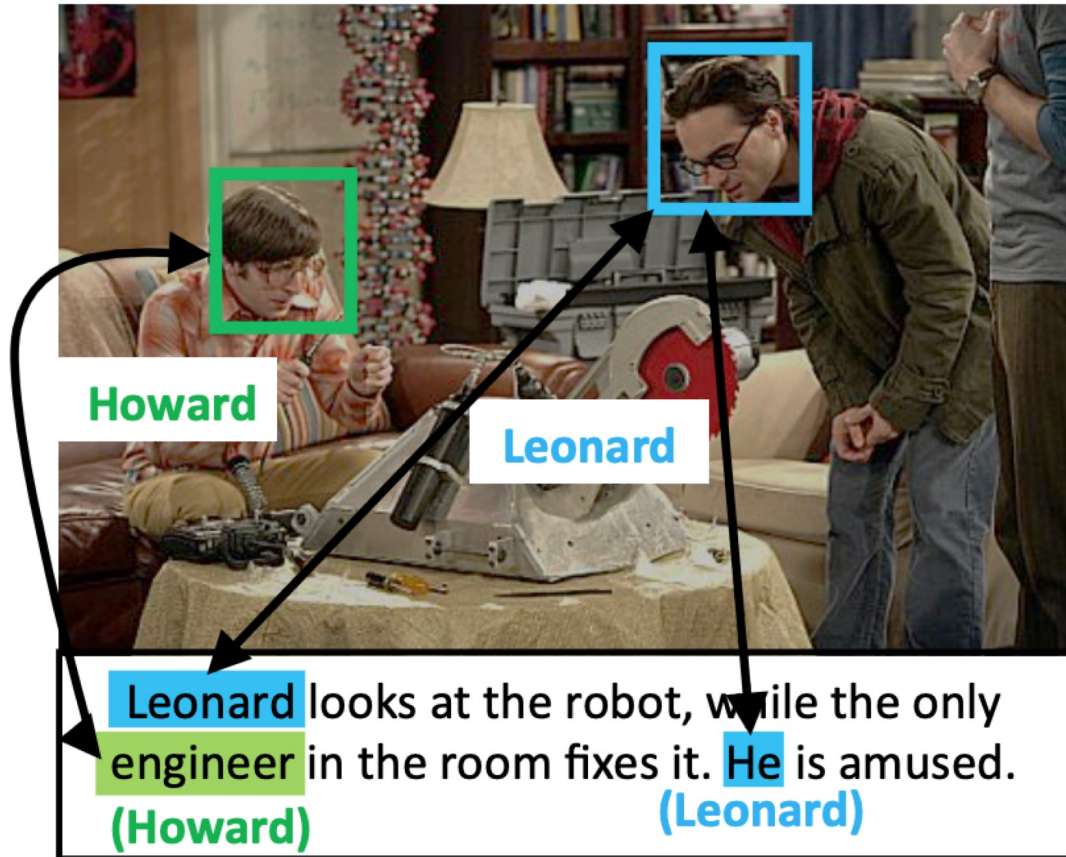 Howard
Leonard
Leonard looks at the robot, while the only
engineer in the room fixes it. He is amused.
(Howard)
(Leonard)